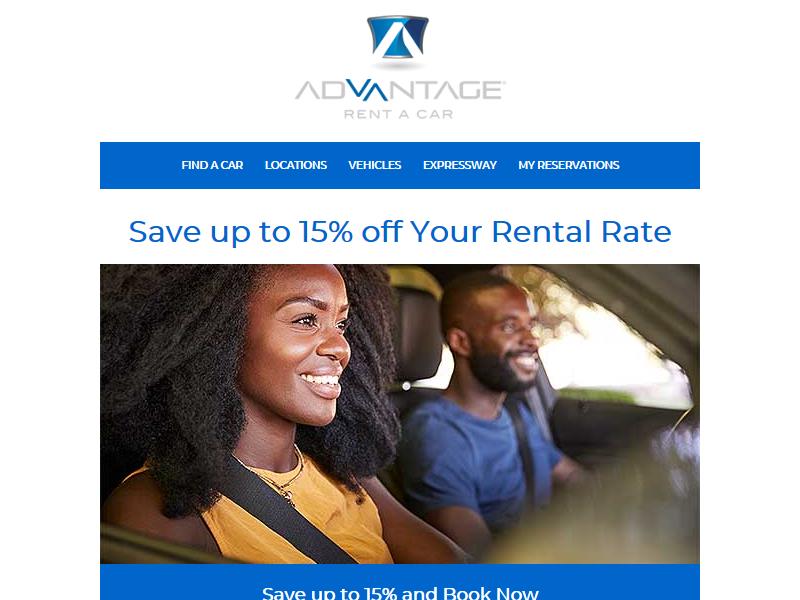 ADVANTAGE
RENT A CAR
FIND A CAR LOCATIONS VEHICLES EXPRESSWAY MY RESERVATIONS
Save up to 15% off Your Rental Rate
Save up to 15% and Book Now